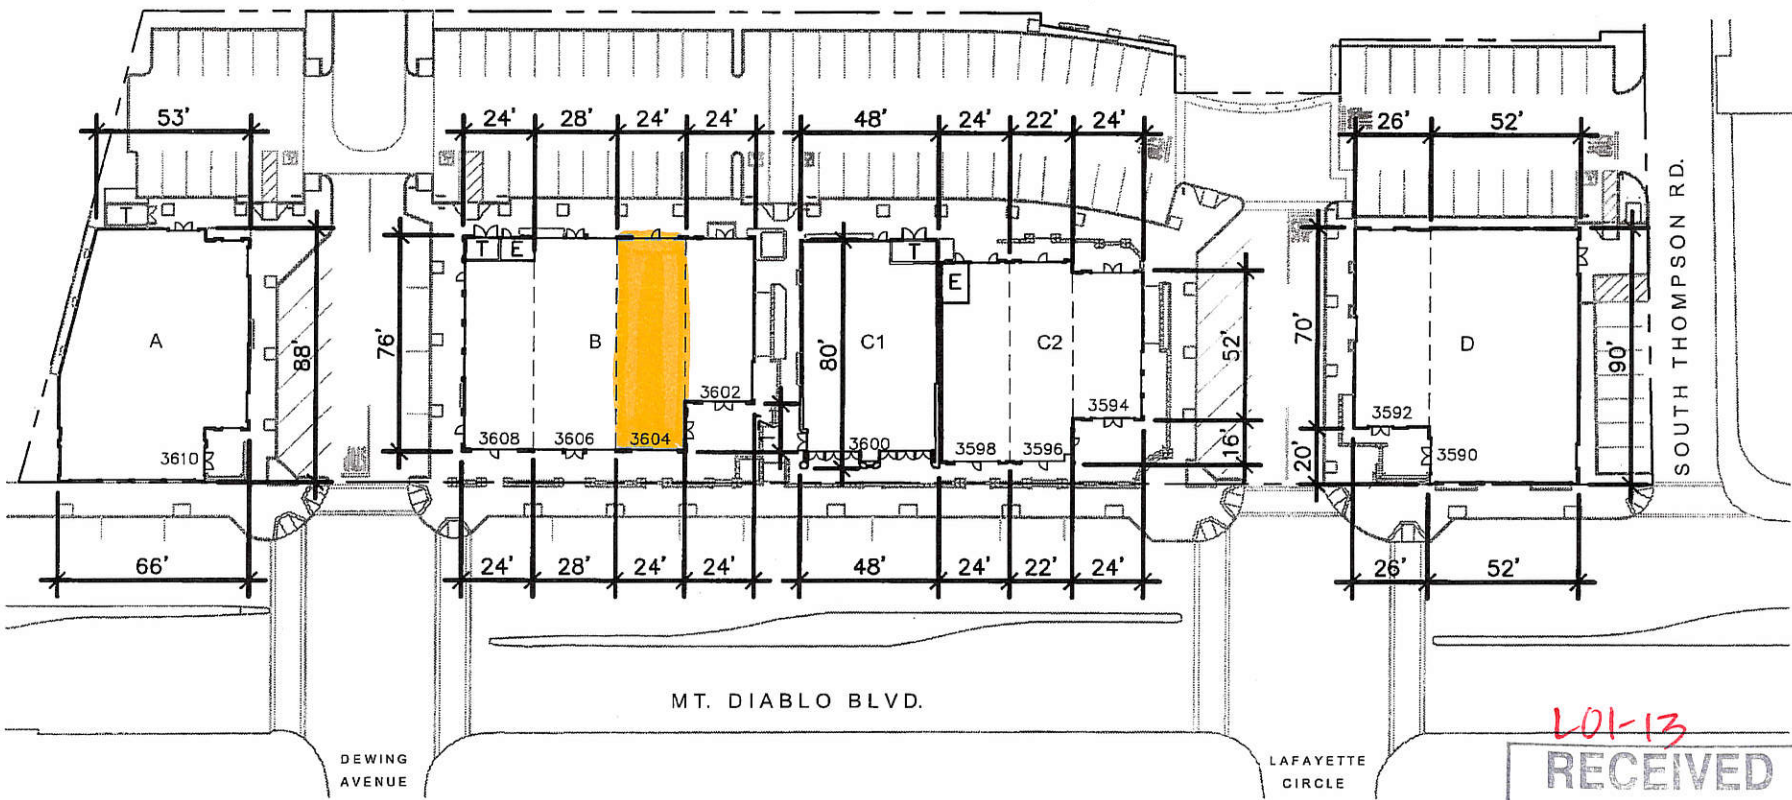 53'
24' 28' 24' 24'
48' 24' 22' 24'
26' 52'
T
T E
T
E
A
88'
76'
B
80'
C1
C2
52'
70'
D
90'
SOUTH THOMPSON RD.
3602
3594
3592
16'
20'
3610
3608 3606 3604
3600
3598 3596
3590
66'
24' 28' 24' 24'
48' 24' 22' 24'
26' 52'
MT. DIABLO BLVD.
DEWING
AVENUE
LAFAYETTE
CIRCLE
L01-13
RECEIVED